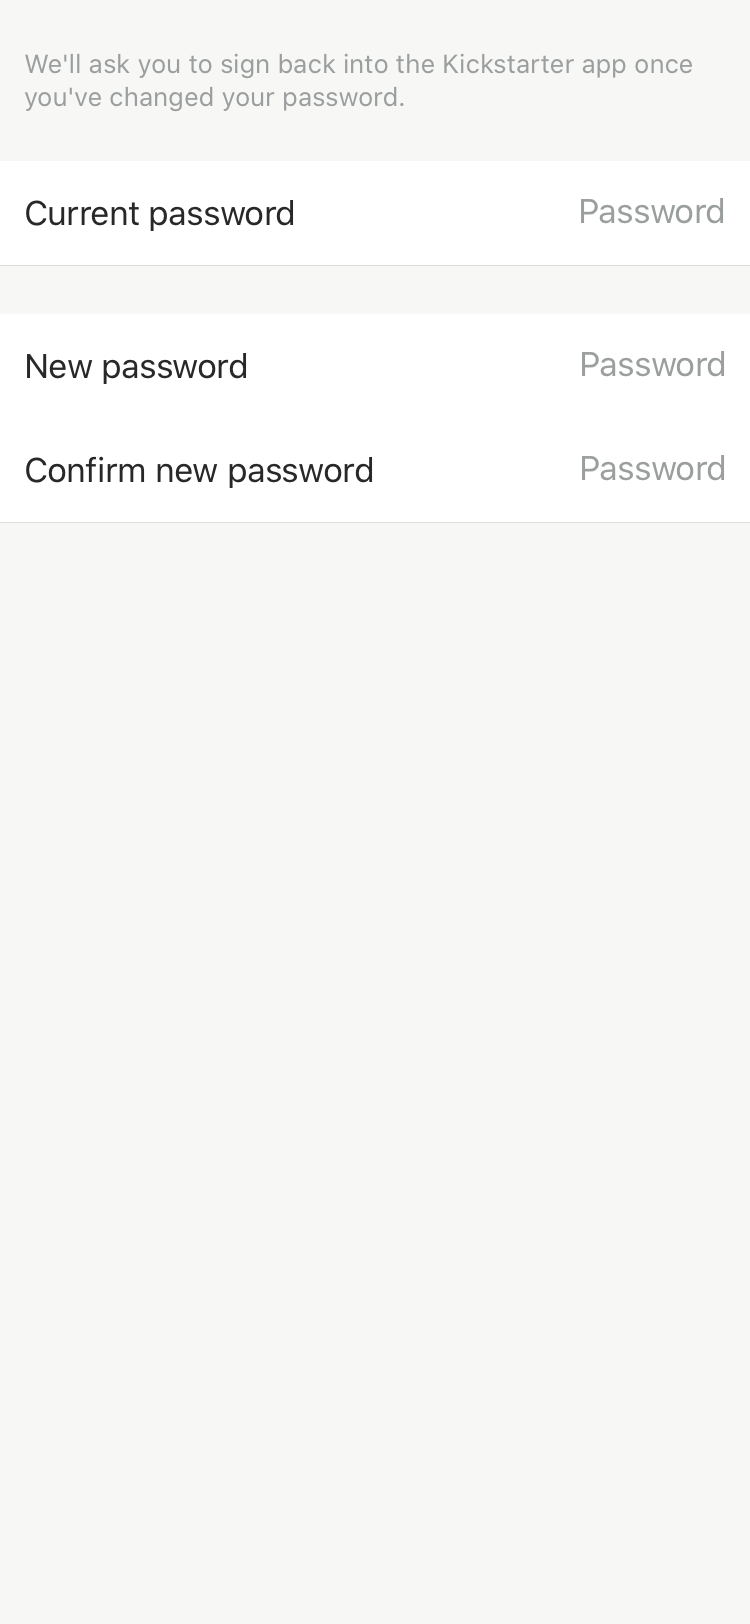 We'll ask you to sign back into the Kickstarter app once
you've changed your password.
Current password Password
New password Password
Confirm new password Password